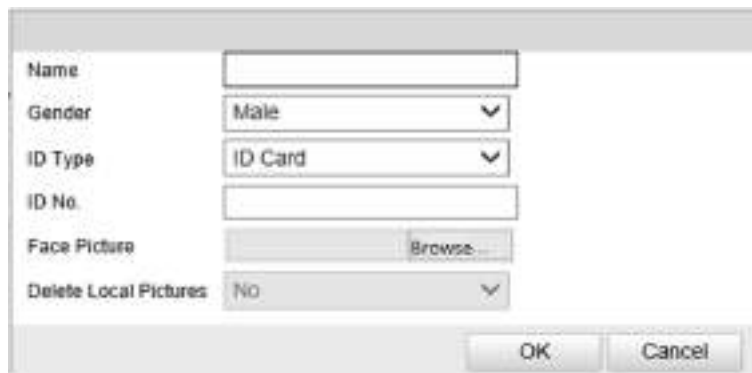 Name
Gender Male
ID Type ID Card
ID No.
Face Picture Browse...
Delete Local Pictures No
OK Cancel